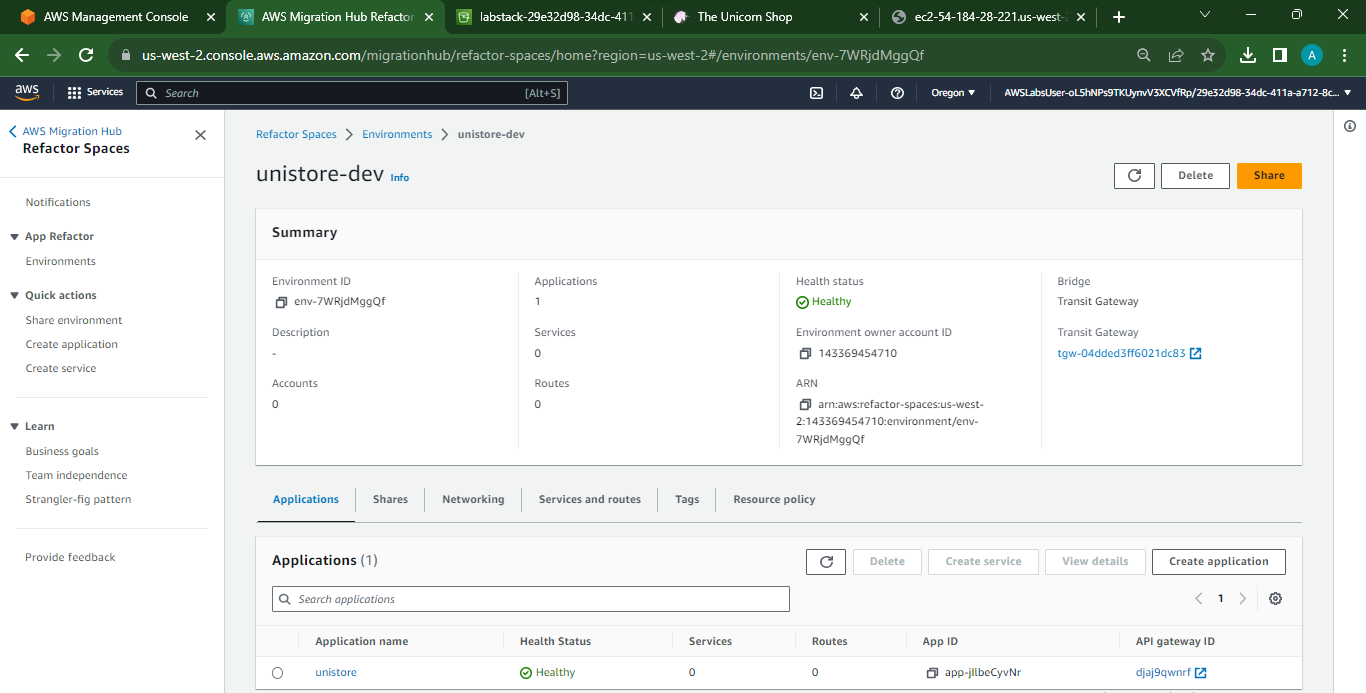 AWS Management Console
AWS Migration Hub Refactor
labstack-29e32d98-34dc-411
The Unicorn Shop
ec2-54-184-28-221.us-west-
us-west-2.console.aws.amazon.com/migrationhub/refactor-spaces/home?region=us-west-2#/environments/env-7WRjdMggQf
A
aws
Services
Search
[Alt+S]
Oregon
AWSLabsUser-oL5hNPs9TKUynvV3XCVfRp/29e32d98-34dc-411a-a712-8c...
AWS Migration Hub
Refactor Spaces
Notifications
App Refactor
Environments
Quick actions
Share environment
Create application
Create service
Learn
Business goals
Team independence
Strangler-fig pattern
Provide feedback
Refactor Spaces
Environments
unistore-dev
unistore-dev Info
Delete
Share
Summary
Environment ID
env-7WRjdMggQf
Description
-
Accounts
0
Applications
1
Services
0
Routes
0
Health status
Healthy
Environment owner account ID
143369454710
ARN
arn:aws:refactor-spaces:us-west-
2:143369454710:environment/env-
7WRjdMggQf
Bridge
Transit Gateway
Transit Gateway
tgw-04dded3ff6021dc83
Applications
Shares
Networking
Services and routes
Tags
Resource policy
Applications (1)
Delete
Create service
View details
Create application
Search applications
1
Application name
Health Status
Services
Routes
App ID
API gateway ID
unistore
Healthy
0
0
app-jIlbeCyvNr
djaj9qwnrf